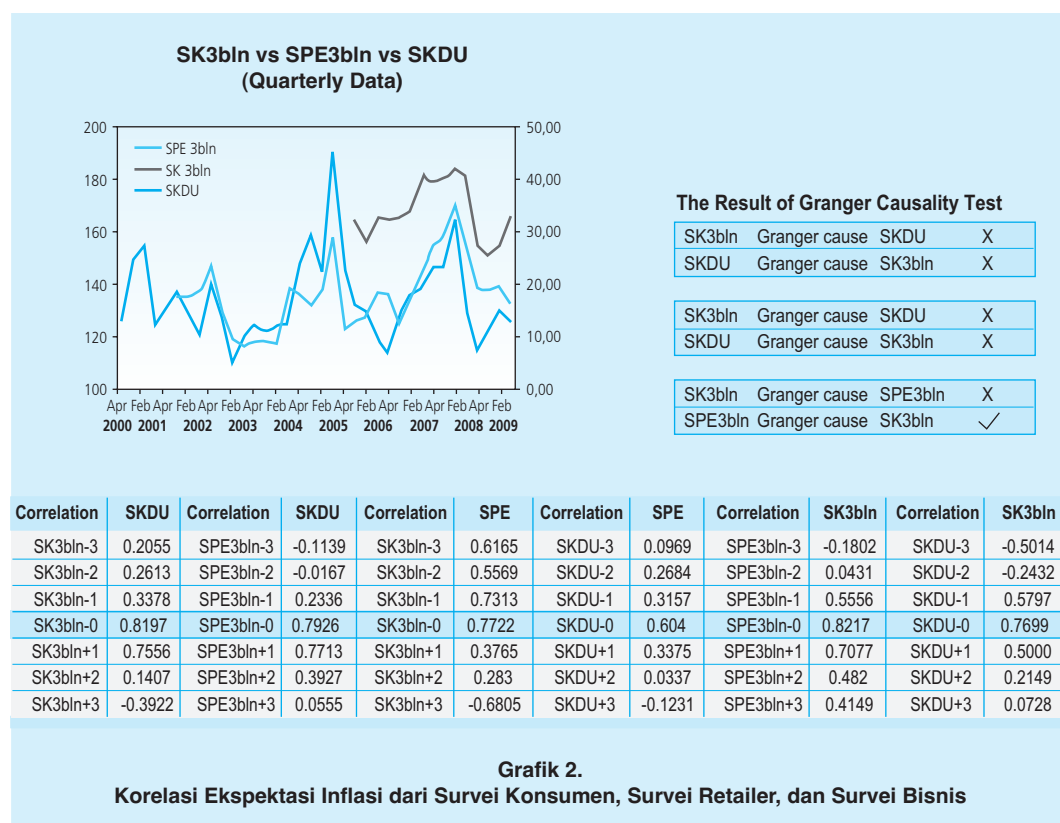 SK3bln vs SPE3bln vs SKDU
(Quarterly Data)
200
180
160
140
120
100
50,00
40,00
30,00
20,00
10,00
0,00
SPE 3bln
SK 3bln
SKDU
Apr Feb Apr Feb Apr Feb Apr Feb Apr Feb Apr Feb Apr Feb Apr Feb Apr Feb
2000 2001 2002 2003 2004 2005 2006 2007 2008 2009
The Result of Granger Causality Test
SK3bln Granger cause SKDU X
SKDU Granger cause SK3bln X
SK3bln Granger cause SKDU X
SKDU Granger cause SK3bln X
SK3bln Granger cause SPE3bln X
SPE3bln Granger cause SK3bln ✓
Correlation SKDU Correlation SKDU Correlation SPE Correlation SPE Correlation SK3bln Correlation SK3bln
SK3bln-3 0.2055 SPE3bln-3 -0.1139 SK3bln-3 0.6165 SKDU-3 0.0969 SPE3bln-3 -0.1802 SKDU-3 -0.5014
SK3bln-2 0.2613 SPE3bln-2 -0.0167 SK3bln-2 0.5569 SKDU-2 0.2684 SPE3bln-2 0.0431 SKDU-2 -0.2432
SK3bln-1 0.3378 SPE3bln-1 0.2336 SK3bln-1 0.7313 SKDU-1 0.3157 SPE3bln-1 0.5556 SKDU-1 0.5797
SK3bln-0 0.8197 SPE3bln-0 0.7926 SK3bln-0 0.7722 SKDU-0 0.604 SPE3bln-0 0.8217 SKDU-0 0.7699
SK3bln+1 0.7556 SPE3bln+1 0.7713 SK3bln+1 0.3765 SKDU+1 0.3375 SPE3bln+1 0.7077 SKDU+1 0.5000
SK3bln+2 0.1407 SPE3bln+2 0.3927 SK3bln+2 0.283 SKDU+2 0.0337 SPE3bln+2 0.482 SKDU+2 0.2149
SK3bln+3 -0.3922 SPE3bln+3 0.0555 SK3bln+3 -0.6805 SKDU+3 -0.1231 SPE3bln+3 0.4149 SKDU+3 0.0728
Grafik 2.
Korelasi Ekspektasi Inflasi dari Survei Konsumen, Survei Retailer, dan Survei Bisnis